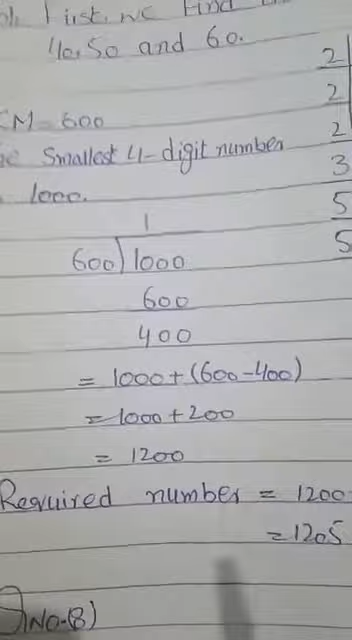 First, we find
40, 50 and 60.
2
2
CM = 600
2
Smallest 4-digit number
3
1000.
5
1
5
600)1000
600
400
= 1000+(600-400)
= 1000+200
= 1200
Required number = 1200
= 1205
NO-(8)